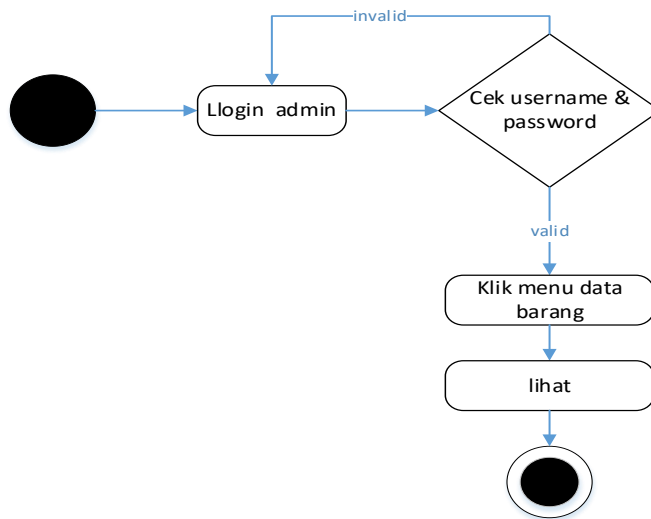 invalid
Llogin admin
Cek username &
password
valid
Klik menu data
barang
lihat